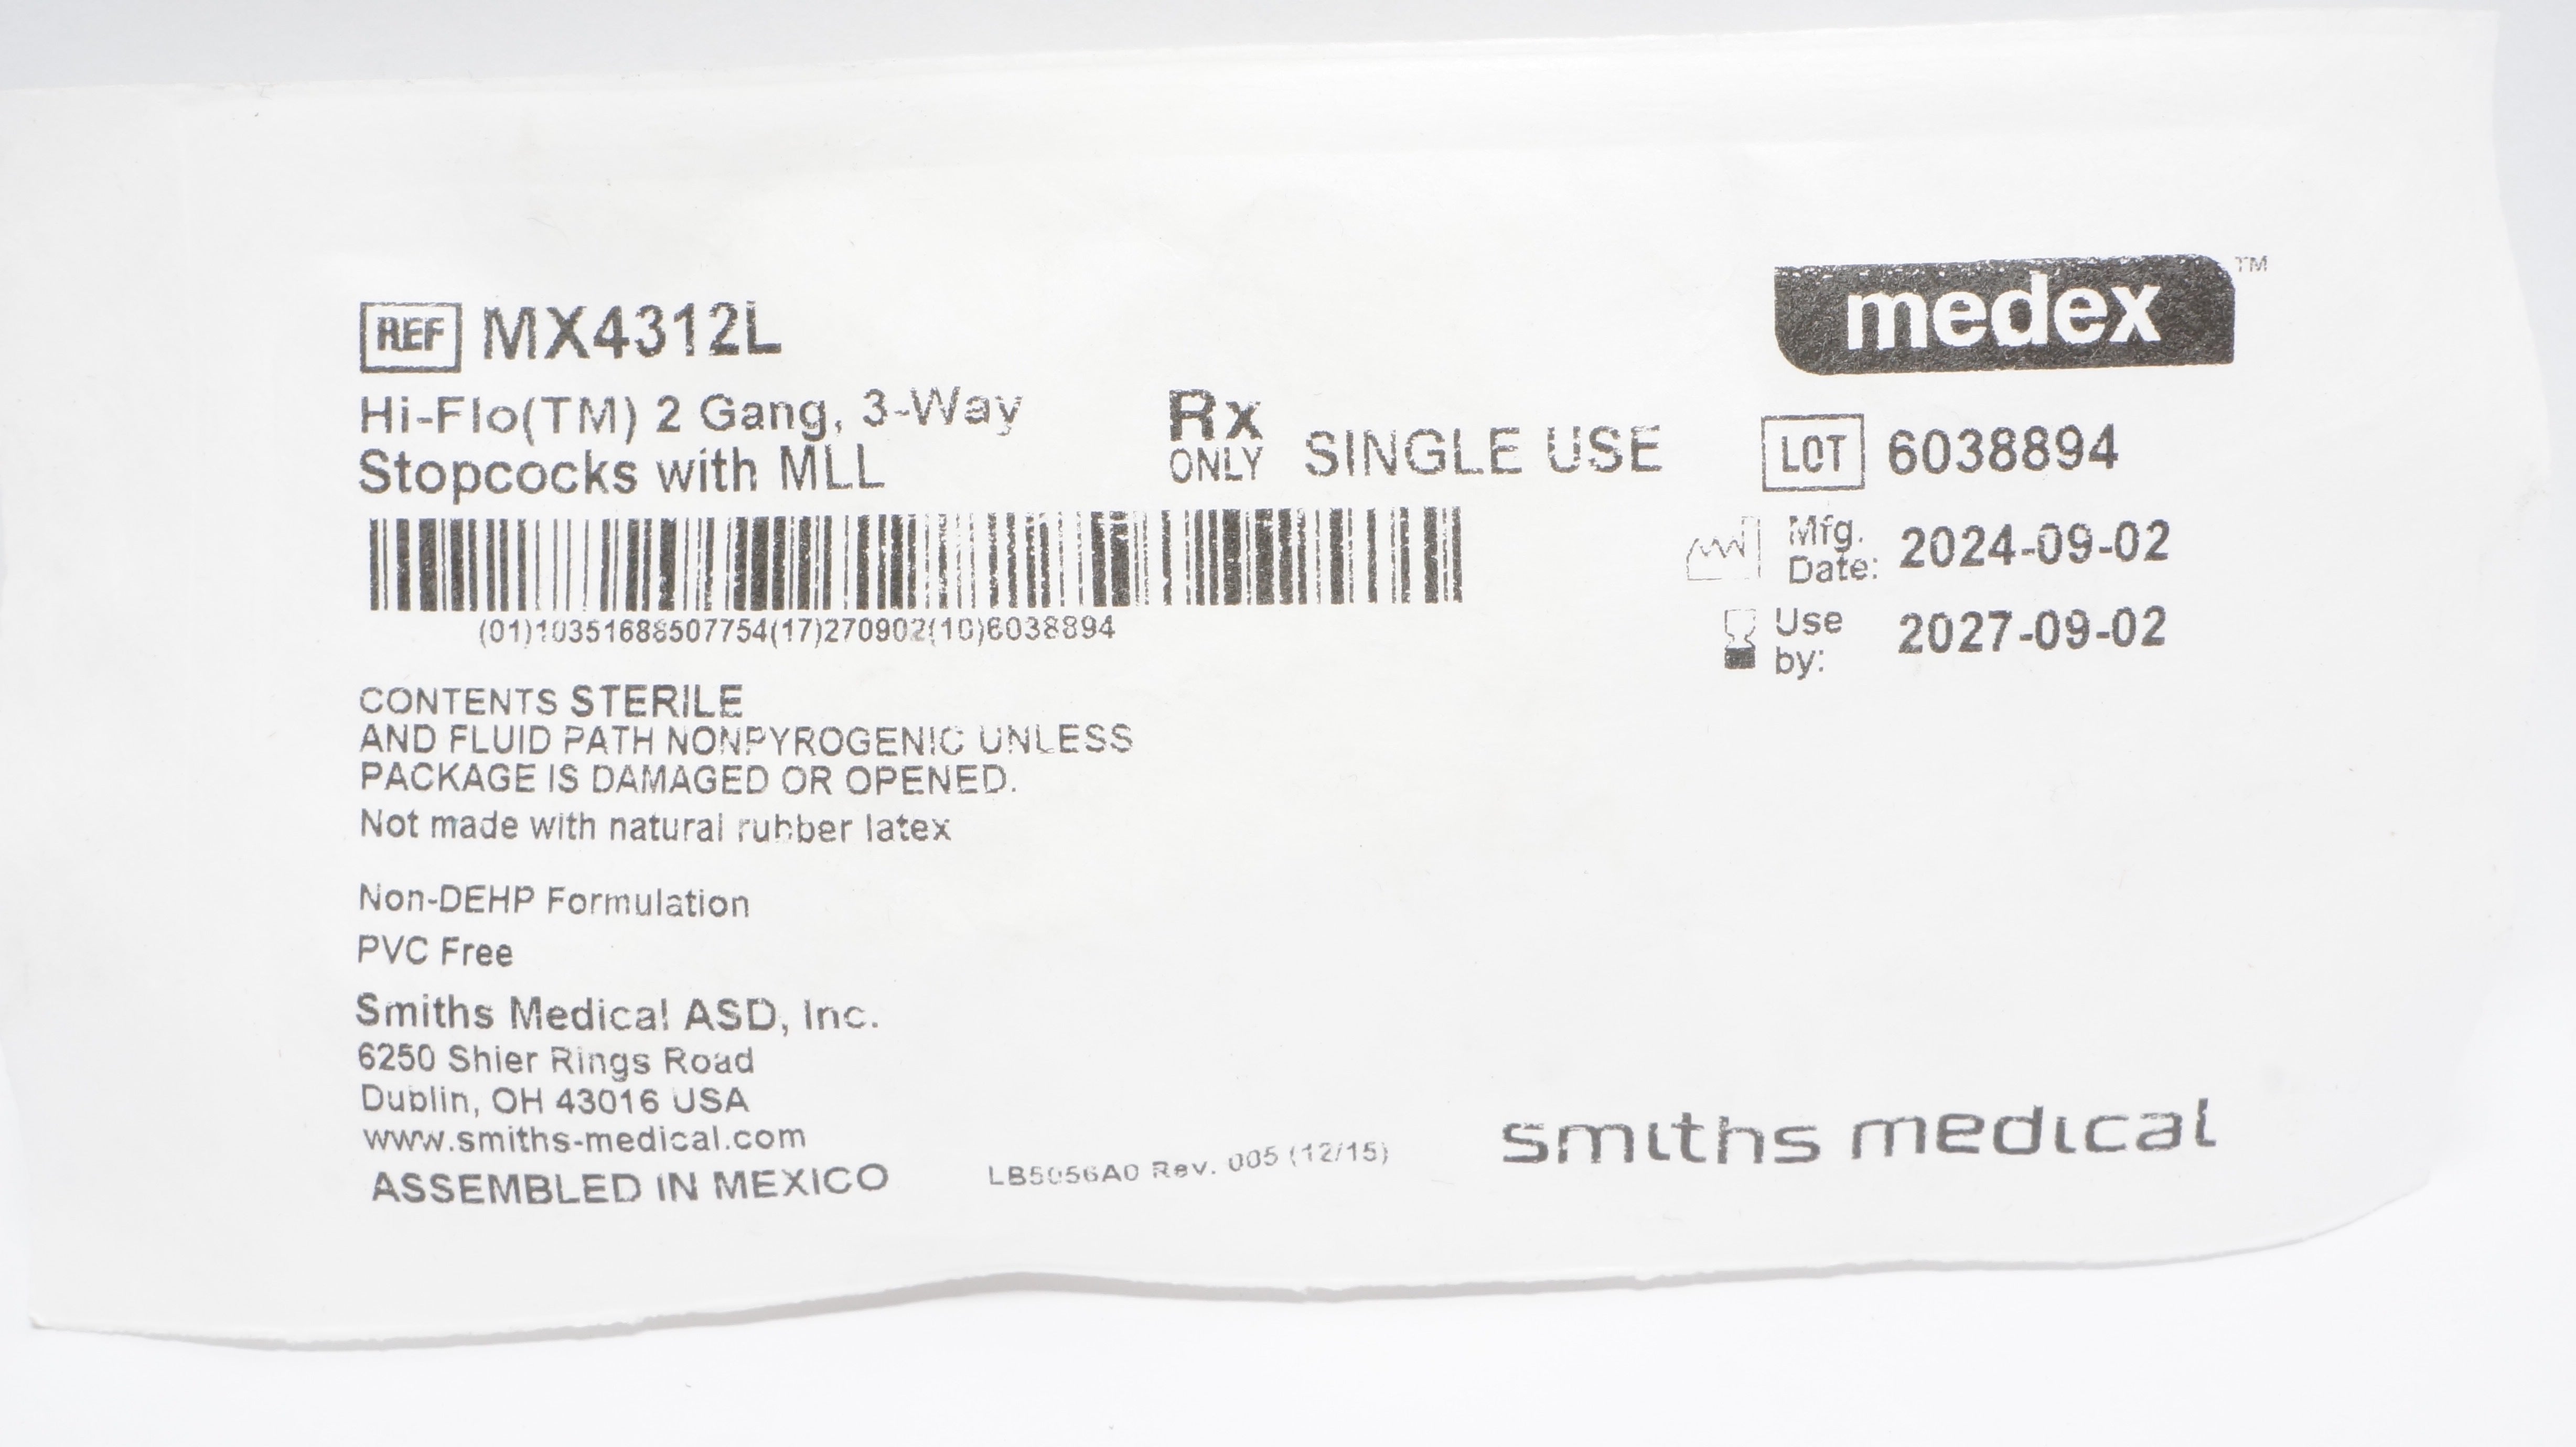 medex™
REF MX4312L
Hi-Flo(TM) 2 Gang, 3-Way
Stopcocks with MLL
Rx
ONLY
SINGLE USE
LOT 6038894
Mfg.
Date: 2024-09-02
Use
by: 2027-09-02
(01)10351688507754(17)270902(10)6038894
CONTENTS STERILE
AND FLUID PATH NONPYROGENIC UNLESS
PACKAGE IS DAMAGED OR OPENED.
Not made with natural rubber latex
Non-DEHP Formulation
PVC Free
Smiths Medical ASD, Inc.
6250 Shier Rings Road
Dublin, OH 43016 USA
www.smiths-medical.com
ASSEMBLED IN MEXICO
LB5056A0 Rev. 005 (12/15)
smiths medical